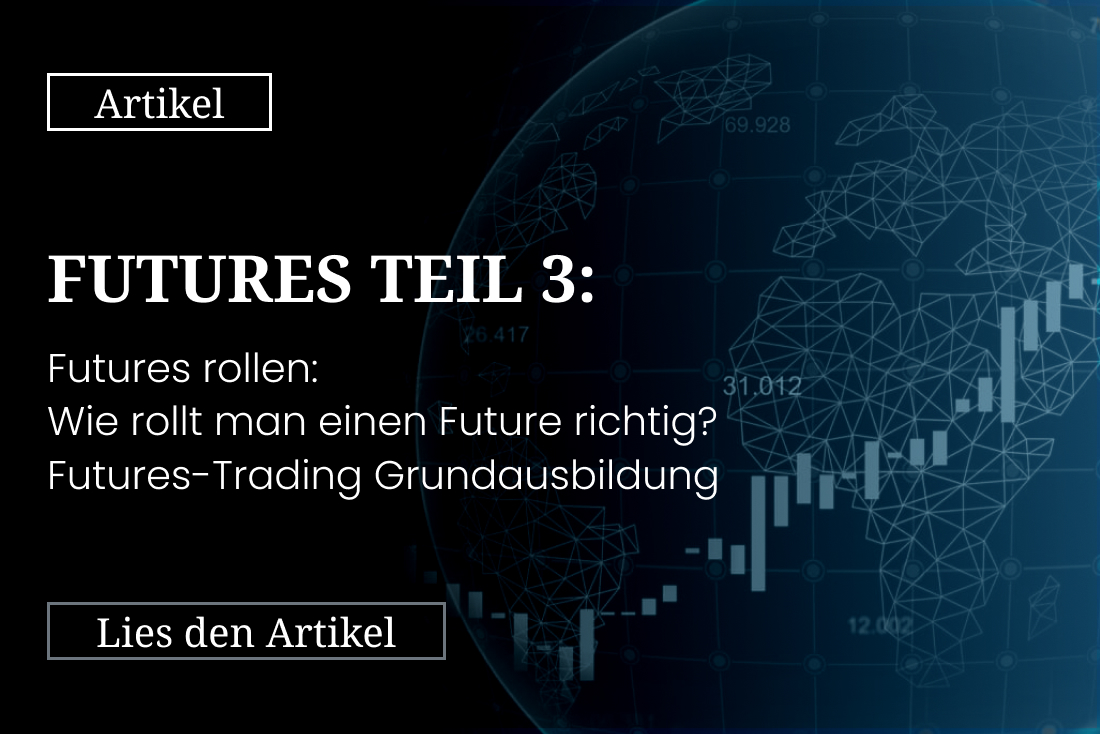 Artikel
69.928
FUTURES TEIL 3:
26.417
Futures rollen:
31.012
Wie rollt man einen Future richtig?
Futures-Trading Grundausbildung
12.002
Lies den Artikel